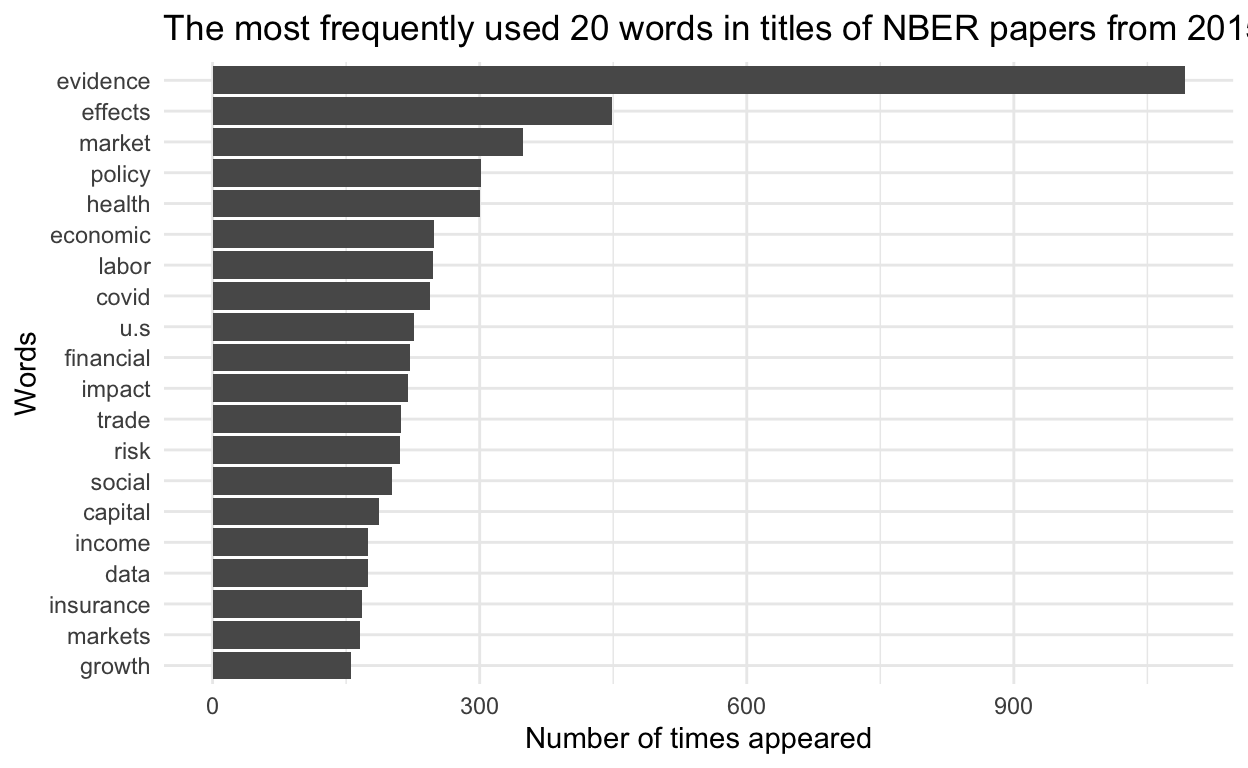 The most frequently used 20 words in titles of NBER papers from 2015
evidence
effects
market
policy
health
economic
labor
covid
u.s
financial
impact
trade
risk
social
capital
income
data
insurance
markets
growth
Words
0 300 600 900
Number of times appeared